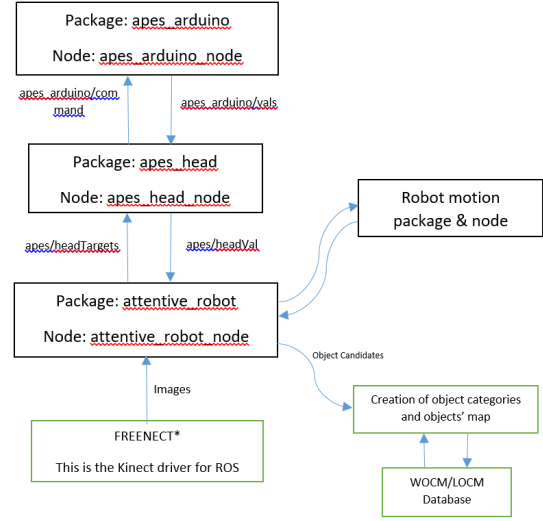 Package: apes_arduino
Node: apes_arduino_node
apes_arduino/com
mand
apes_arduino/vals
Package: apes_head
Node: apes_head_node
Robot motion
package & node
apes/headTargets
apes/headVal
Package: attentive_robot
Node: attentive_robot_node
Object Candidates
Images
Creation of object categories
and objects' map
FREENECT*
This is the Kinect driver for ROS
WOCM/LOCM
Database